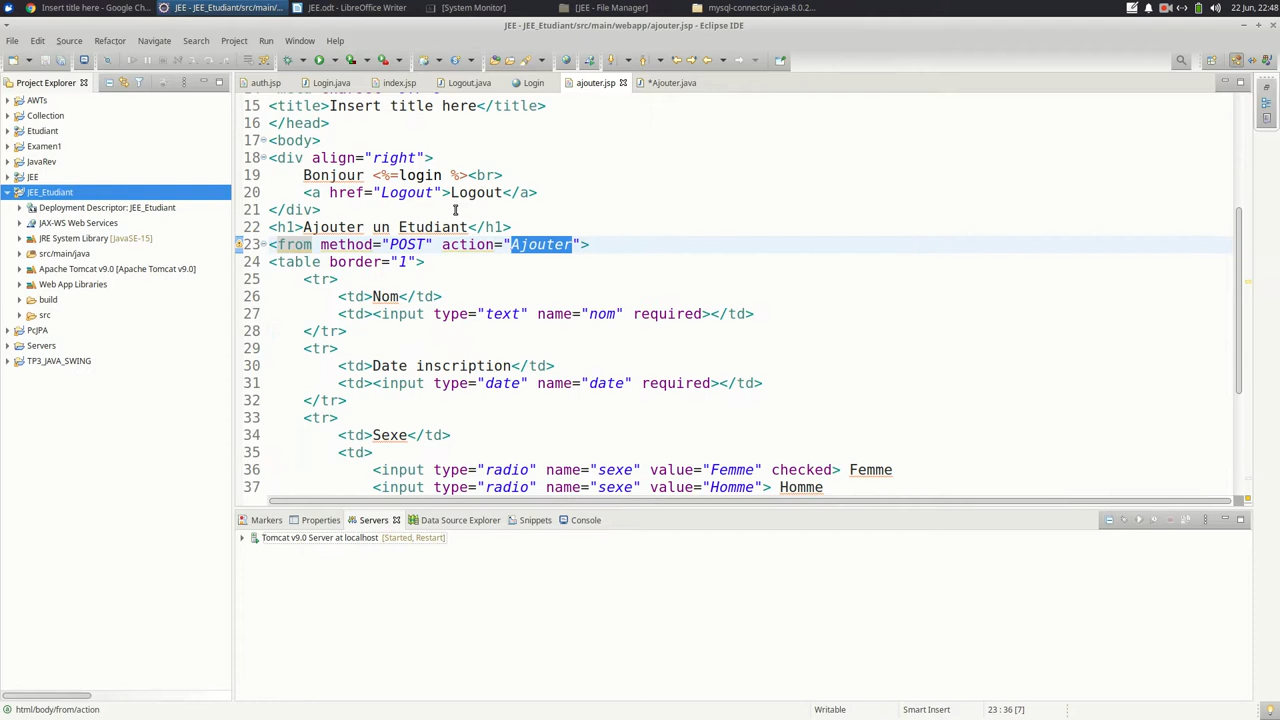 Insert title here - Google Ch...
JEE - JEE_Etudiant/src/main/...
JEE.odt - LibreOffice Writer
[System Monitor]
[JEE - File Manager]
mysql-connector-java-8.0.2...
22 Jun, 22:48
JEE - JEE_Etudiant/src/main/webapp/ajouter.jsp - Eclipse IDE
File Edit Source Refactor Navigate Search Project Run Window Help
Project Explorer
AWTs
Collection
Etudiant
Examen1
JavaRev
JEE
JEE_Etudiant
Deployment Descriptor: JEE_Etudiant
JAX-WS Web Services
JRE System Library [JavaSE-15]
src/main/java
Apache Tomcat v9.0 [Apache Tomcat v9.0]
Web App Libraries
build
src
PcJPA
Servers
TP3_JAVA_SWING
auth.jsp Login.java index.jsp Logout.java Login ajouter.jsp *Ajouter.java
15 <title>Insert title here</title>
16 </head>
17 <body>
18 <div align="right">
19 Bonjour <%=login %><br>
20 <a href="Logout">Logout</a>
21 </div>
22 <h1>Ajouter un Etudiant</h1>
23 <from method="POST" action="Ajouter">
24 <table border="1">
25 <tr>
26 <td>Nom</td>
27 <td><input type="text" name="nom" required></td>
28 </tr>
29 <tr>
30 <td>Date inscription</td>
31 <td><input type="date" name="date" required></td>
32 </tr>
33 <tr>
34 <td>Sexe</td>
35 <td>
36 <input type="radio" name="sexe" value="Femme" checked> Femme
37 <input type="radio" name="sexe" value="Homme"> Homme
Markers Properties Servers Data Source Explorer Snippets Console
Tomcat v9.0 Server at localhost [Started, Restart]
html/body/from/action
Writable
Smart Insert
23 : 36 [7]